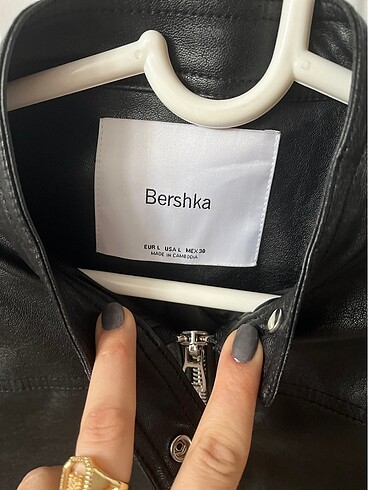 Bershka
EUR L USA L MEX 30
MADE IN CAMBODIA